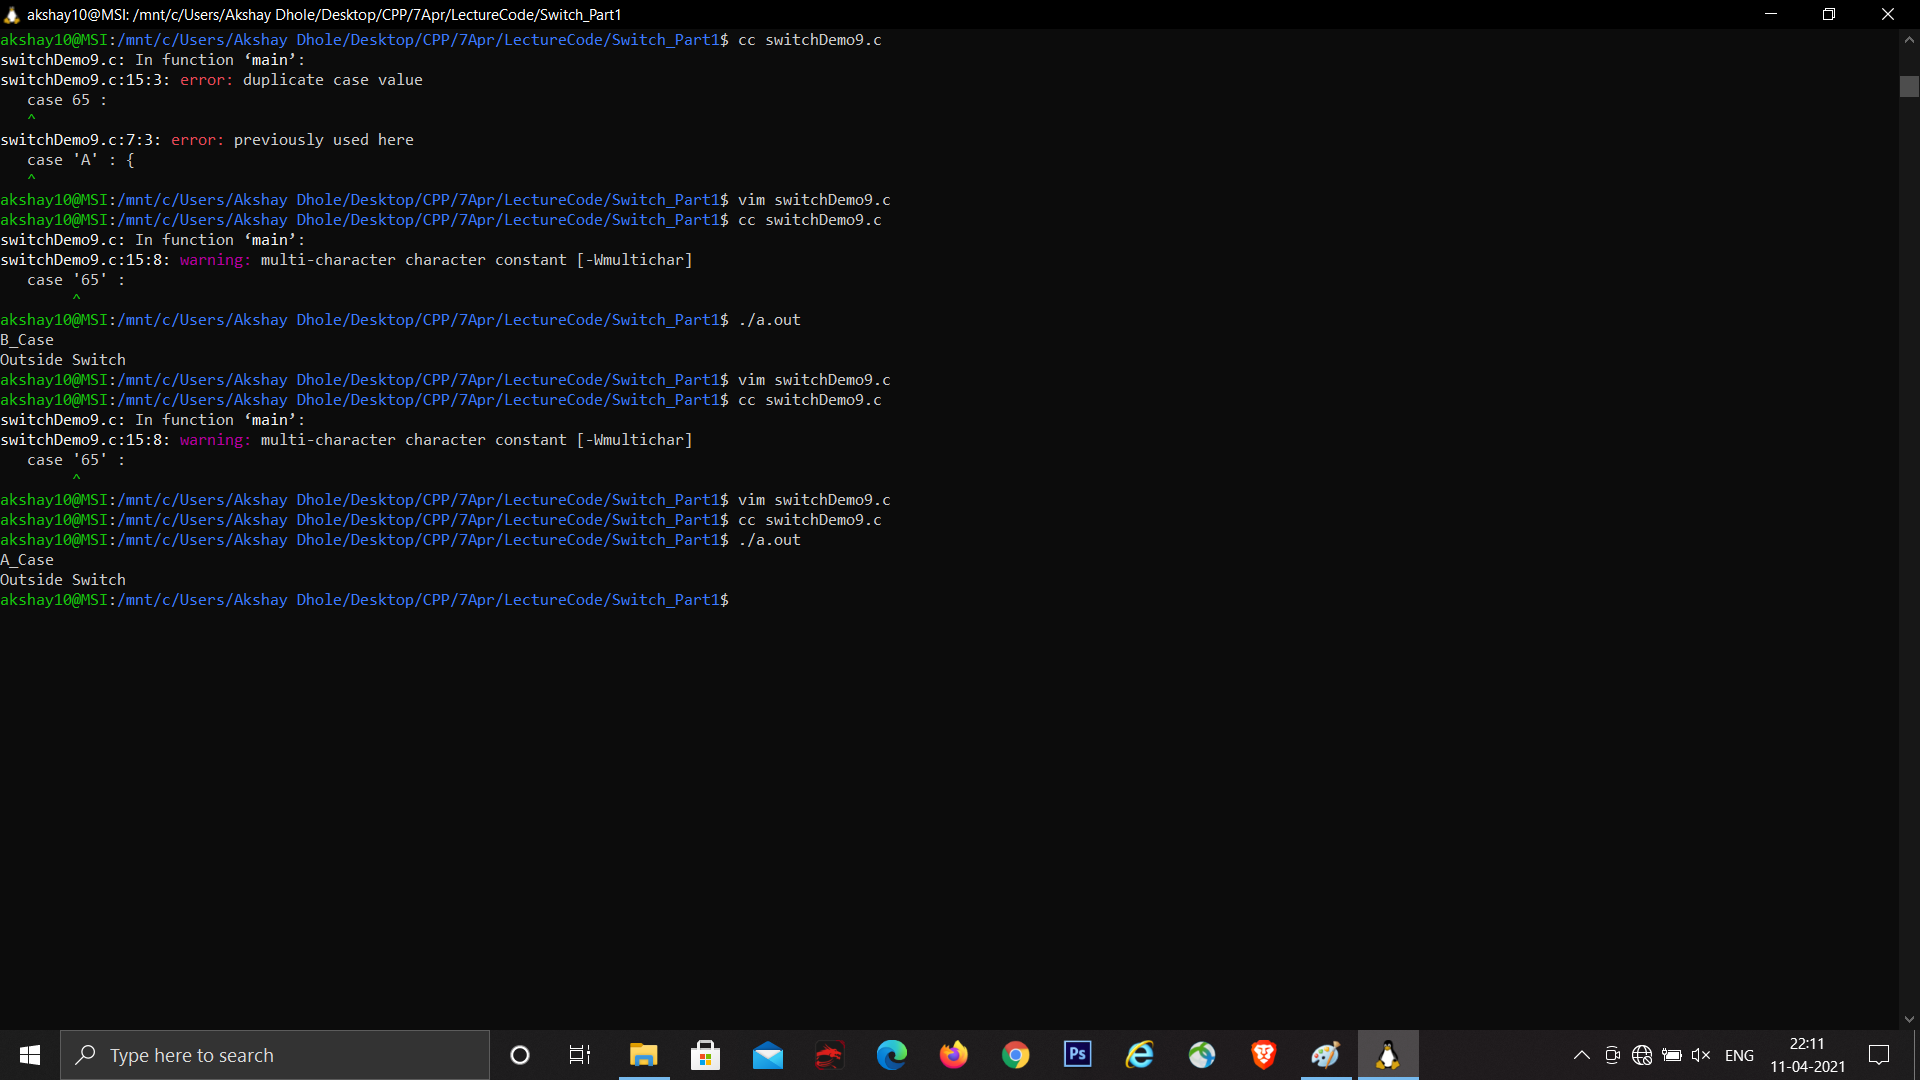 akshay10@MSI: /mnt/c/Users/Akshay Dhole/Desktop/CPP/7Apr/LectureCode/Switch_Part1
akshay10@MSI:/mnt/c/Users/Akshay Dhole/Desktop/CPP/7Apr/LectureCode/Switch_Part1$ cc switchDemo9.c
switchDemo9.c: In function ‘main’:
switchDemo9.c:15:3: error: duplicate case value
   case 65 :
   ^
switchDemo9.c:7:3: error: previously used here
   case 'A' : {
   ^
akshay10@MSI:/mnt/c/Users/Akshay Dhole/Desktop/CPP/7Apr/LectureCode/Switch_Part1$ vim switchDemo9.c
akshay10@MSI:/mnt/c/Users/Akshay Dhole/Desktop/CPP/7Apr/LectureCode/Switch_Part1$ cc switchDemo9.c
switchDemo9.c: In function ‘main’:
switchDemo9.c:15:8: warning: multi-character character constant [-Wmultichar]
   case '65' :
        ^
akshay10@MSI:/mnt/c/Users/Akshay Dhole/Desktop/CPP/7Apr/LectureCode/Switch_Part1$ ./a.out
B_Case
Outside Switch
akshay10@MSI:/mnt/c/Users/Akshay Dhole/Desktop/CPP/7Apr/LectureCode/Switch_Part1$ vim switchDemo9.c
akshay10@MSI:/mnt/c/Users/Akshay Dhole/Desktop/CPP/7Apr/LectureCode/Switch_Part1$ cc switchDemo9.c
switchDemo9.c: In function ‘main’:
switchDemo9.c:15:8: warning: multi-character character constant [-Wmultichar]
   case '65' :
        ^
akshay10@MSI:/mnt/c/Users/Akshay Dhole/Desktop/CPP/7Apr/LectureCode/Switch_Part1$ vim switchDemo9.c
akshay10@MSI:/mnt/c/Users/Akshay Dhole/Desktop/CPP/7Apr/LectureCode/Switch_Part1$ cc switchDemo9.c
akshay10@MSI:/mnt/c/Users/Akshay Dhole/Desktop/CPP/7Apr/LectureCode/Switch_Part1$ ./a.out
A_Case
Outside Switch
akshay10@MSI:/mnt/c/Users/Akshay Dhole/Desktop/CPP/7Apr/LectureCode/Switch_Part1$
Type here to search
Ps
ENG
22:11
11-04-2021